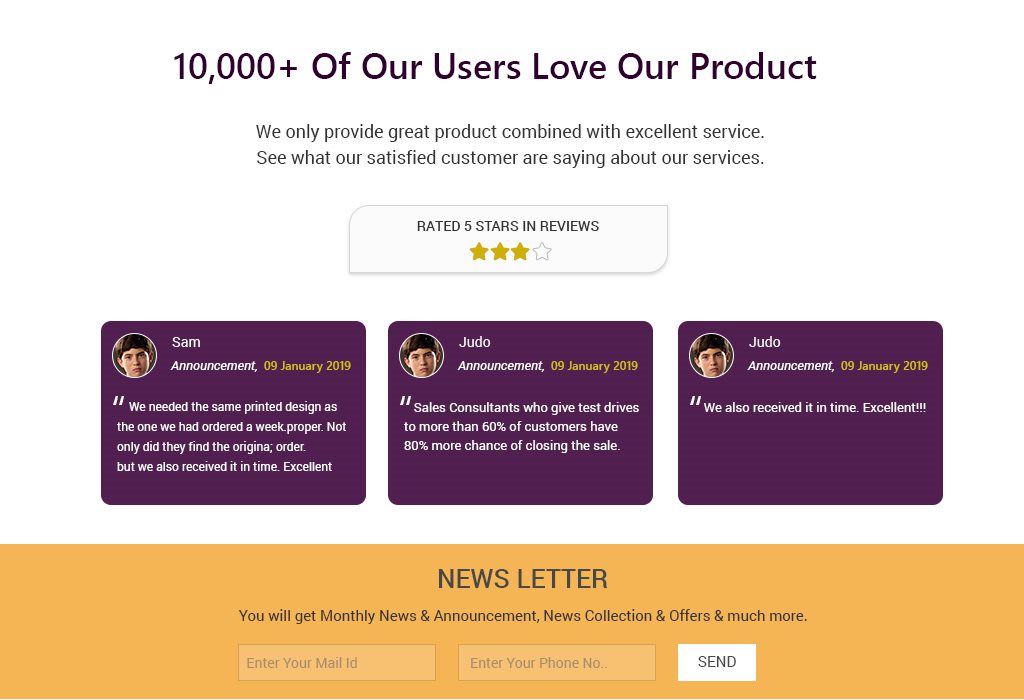 10,000+ Of Our Users Love Our Product
We only provide great product combined with excellent service.
See what our satisfied customer are saying about our services.
RATED 5 STARS IN REVIEWS
Sam
Announcement, 09 January 2019
“ We needed the same printed design as
the one we had ordered a week.proper. Not
only did they find the origina; order.
but we also received it in time. Excellent
Judo
Announcement, 09 January 2019
“ Sales Consultants who give test drives
to more than 60% of customers have
80% more chance of closing the sale.
Judo
Announcement, 09 January 2019
“ We also received it in time. Excellent!!!
NEWS LETTER
You will get Monthly News & Announcement, News Collection & Offers & much more.
Enter Your Mail Id
Enter Your Phone No..
SEND